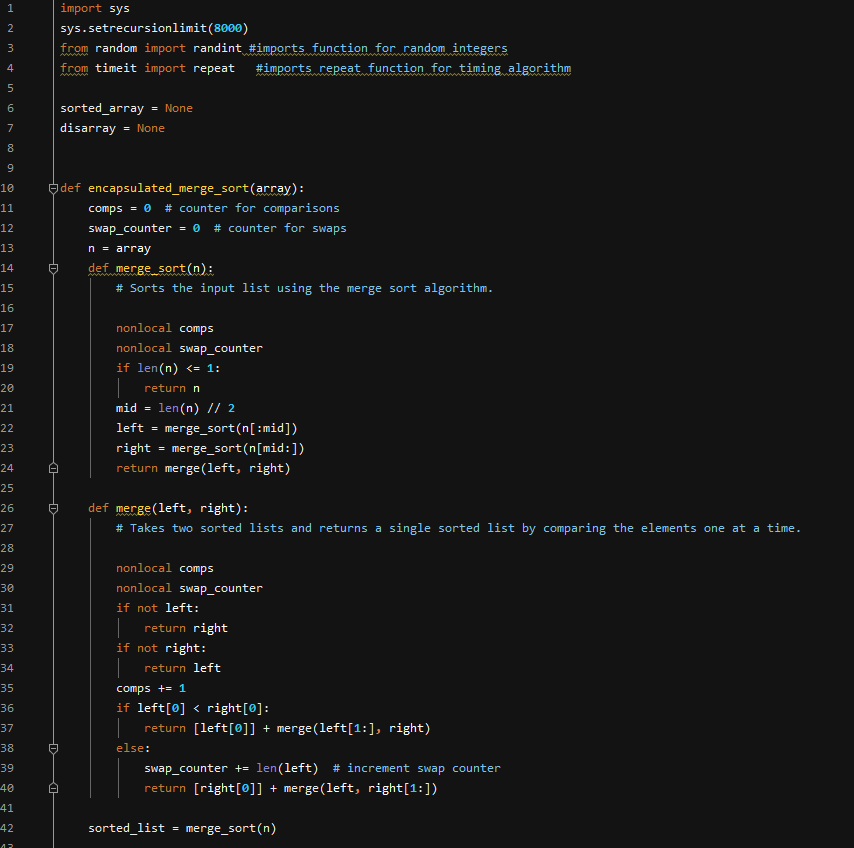 1 import sys
2 sys.setrecursionlimit(8000)
3 from random import randint #imports function for random integers
4 from timeit import repeat   #imports repeat function for timing algorithm
5
6 sorted_array = None
7 disarray = None
8
9
10 def encapsulated_merge_sort(array):
11     comps = 0  # counter for comparisons
12     swap_counter = 0  # counter for swaps
13     n = array
14     def merge_sort(n):
15         # Sorts the input list using the merge sort algorithm.
16
17         nonlocal comps
18         nonlocal swap_counter
19         if len(n) <= 1:
20             return n
21         mid = len(n) // 2
22         left = merge_sort(n[:mid])
23         right = merge_sort(n[mid:])
24         return merge(left, right)
25
26     def merge(left, right):
27         # Takes two sorted lists and returns a single sorted list by comparing the elements one at a time.
28
29         nonlocal comps
30         nonlocal swap_counter
31         if not left:
32             return right
33         if not right:
34             return left
35         comps += 1
36         if left[0] < right[0]:
37             return [left[0]] + merge(left[1:], right)
38         else:
39             swap_counter += len(left)  # increment swap counter
40             return [right[0]] + merge(left, right[1:])
41
42     sorted_list = merge_sort(n)
43